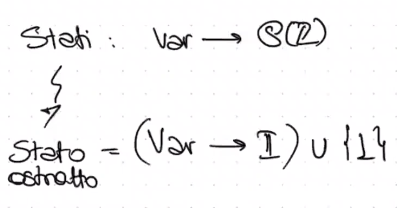 Stati : Var → ℘(ℤ)
Stato = (Var → I) ∪ {⊥}
astratto